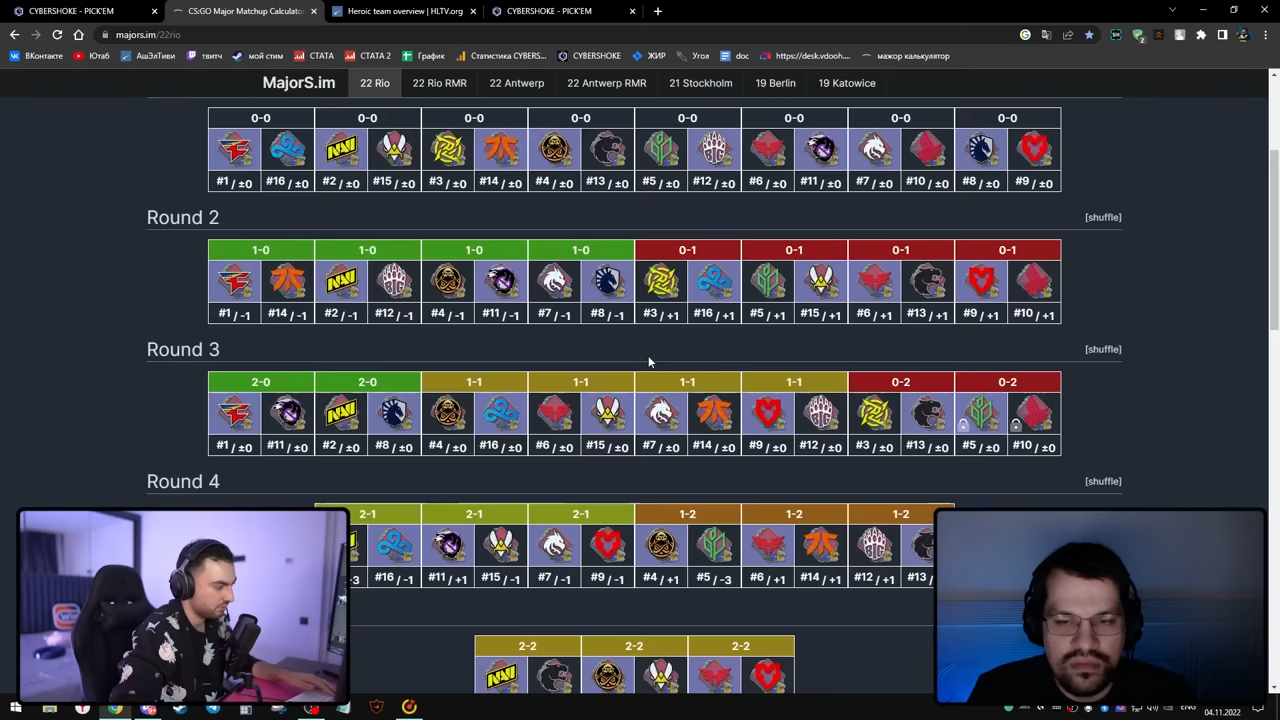 CYBERSHOKE - PICK'EM
CS:GO Major Matchup Calculato
Heroic team overview | HLTV.org
CYBERSHOKE - PICK'EM
majors.im/22rio
ВКонтакте
Ютаб
АшЭлТиви
твитч
мой стим
СТАТА
СТАТА 2
График
Статистика CYBERS...
CYBERSHOKE
ЖИР
Угол
doc
https://desk.vdooh...
мажор калькулятор
MajorS.im
22 Rio
22 Rio RMR
22 Antwerp
22 Antwerp RMR
21 Stockholm
19 Berlin
19 Katowice
0-0 0-0 0-0 0-0 0-0 0-0 0-0 0-0
#1 / ±0 #16 / ±0 #2 / ±0 #15 / ±0 #3 / ±0 #14 / ±0 #4 / ±0 #13 / ±0 #5 / ±0 #12 / ±0 #6 / ±0 #11 / ±0 #7 / ±0 #10 / ±0 #8 / ±0 #9 / ±0
Round 2 [shuffle]
1-0 1-0 1-0 1-0 0-1 0-1 0-1 0-1
#1 / -1 #14 / -1 #2 / -1 #12 / -1 #4 / -1 #11 / -1 #7 / -1 #8 / -1 #3 / +1 #16 / +1 #5 / +1 #15 / +1 #6 / +1 #13 / +1 #9 / +1 #10 / +1
Round 3 [shuffle]
2-0 2-0 1-1 1-1 1-1 1-1 0-2 0-2
#1 / ±0 #11 / ±0 #2 / ±0 #8 / ±0 #4 / ±0 #16 / ±0 #6 / ±0 #15 / ±0 #7 / ±0 #14 / ±0 #9 / ±0 #12 / ±0 #3 / ±0 #13 / ±0 #5 / ±0 #10 / ±0
Round 4 [shuffle]
2-1 2-1 2-1 1-2 1-2 1-2
-3 #16 / -1 #11 / +1 #15 / -1 #7 / -1 #9 / -1 #4 / +1 #5 / -3 #6 / +1 #14 / +1 #12 / +1 #13 /
2-2 2-2 2-2
ENG
04.11.2022